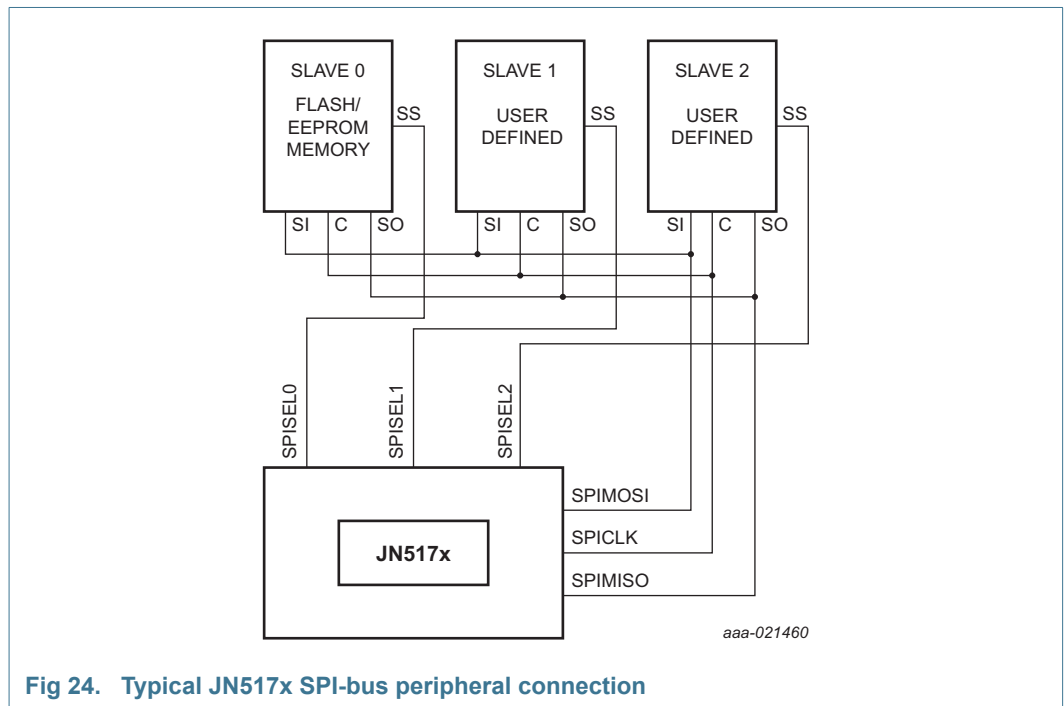 SLAVE 0
FLASH/
EEPROM
MEMORY
SS
SI
C
SO
SLAVE 1
USER
DEFINED
SS
SI
C
SO
SLAVE 2
USER
DEFINED
SS
SI
C
SO
SPISEL0
SPISEL1
SPISEL2
SPIMOSI
SPICLK
SPIMISO
JN517x
aaa-021460
Fig 24. Typical JN517x SPI-bus peripheral connection